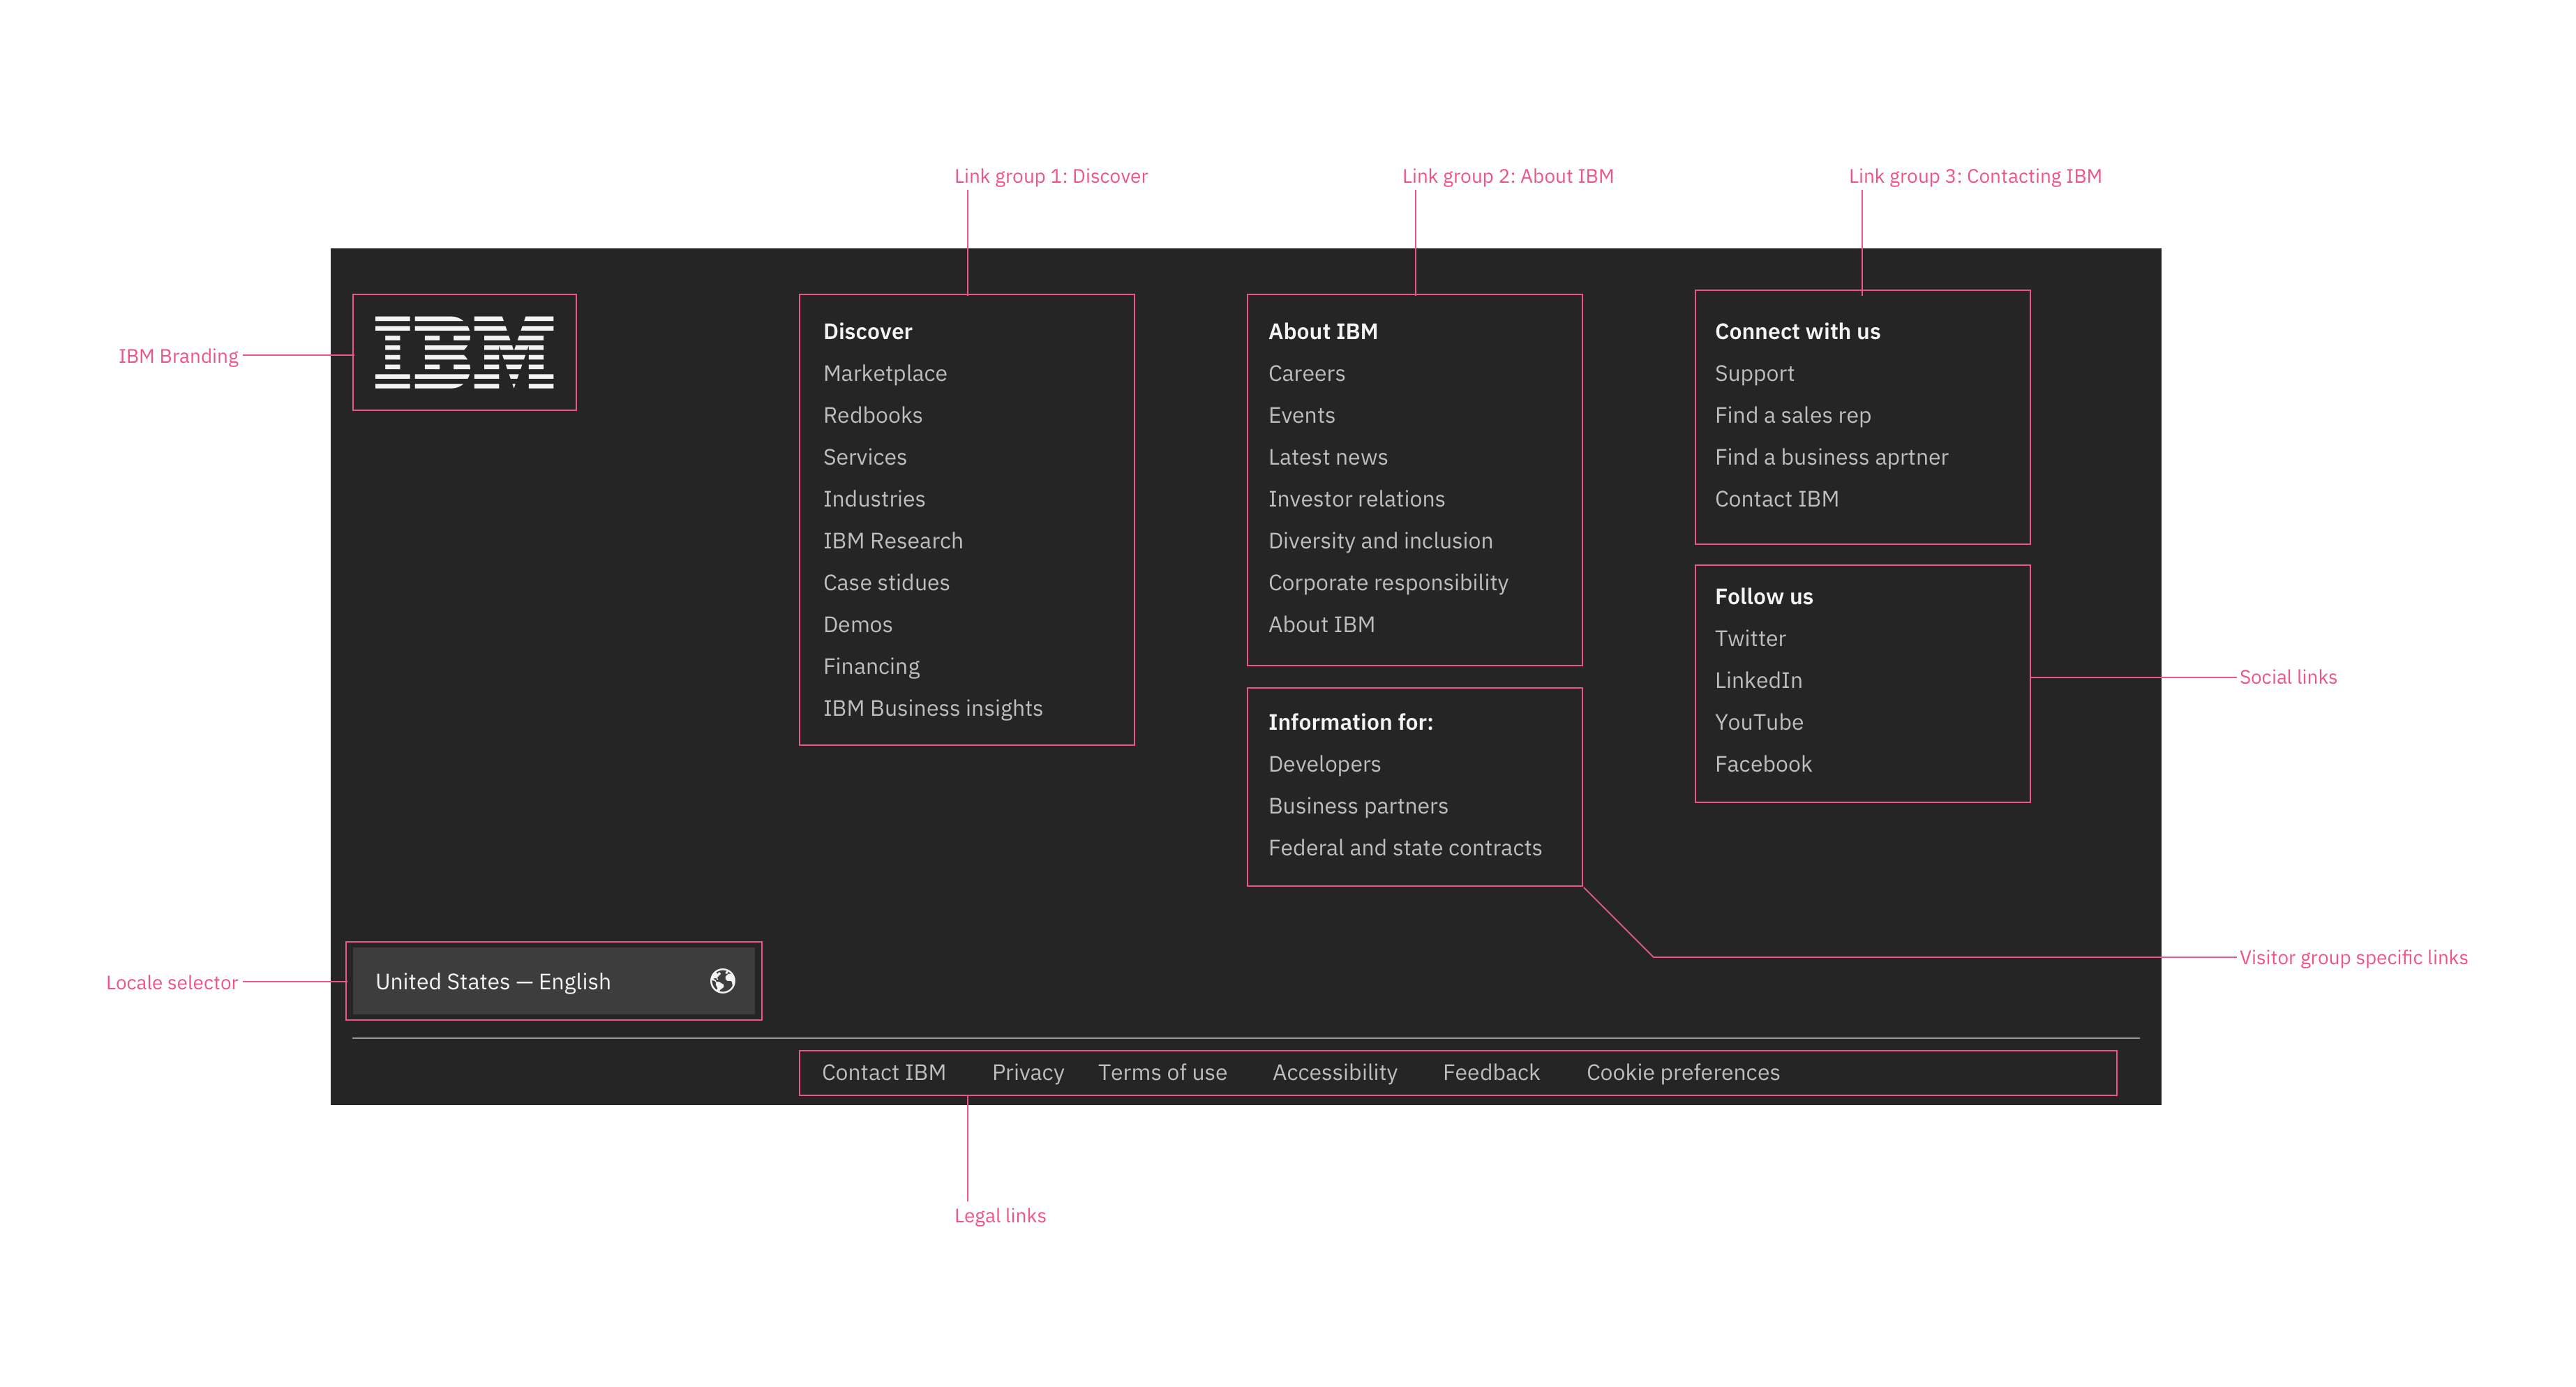 Link group 1: Discover
Link group 2: About IBM
Link group 3: Contacting IBM
IBM Branding
IBM
Discover
Marketplace
Redbooks
Services
Industries
IBM Research
Case stidues
Demos
Financing
IBM Business insights
About IBM
Careers
Events
Latest news
Investor relations
Diversity and inclusion
Corporate responsibility
About IBM
Information for:
Developers
Business partners
Federal and state contracts
Connect with us
Support
Find a sales rep
Find a business aprtner
Contact IBM
Follow us
Twitter
LinkedIn
YouTube
Facebook
Social links
Visitor group specific links
Locale selector
United States — English
Contact IBM Privacy Terms of use Accessibility Feedback Cookie preferences
Legal links